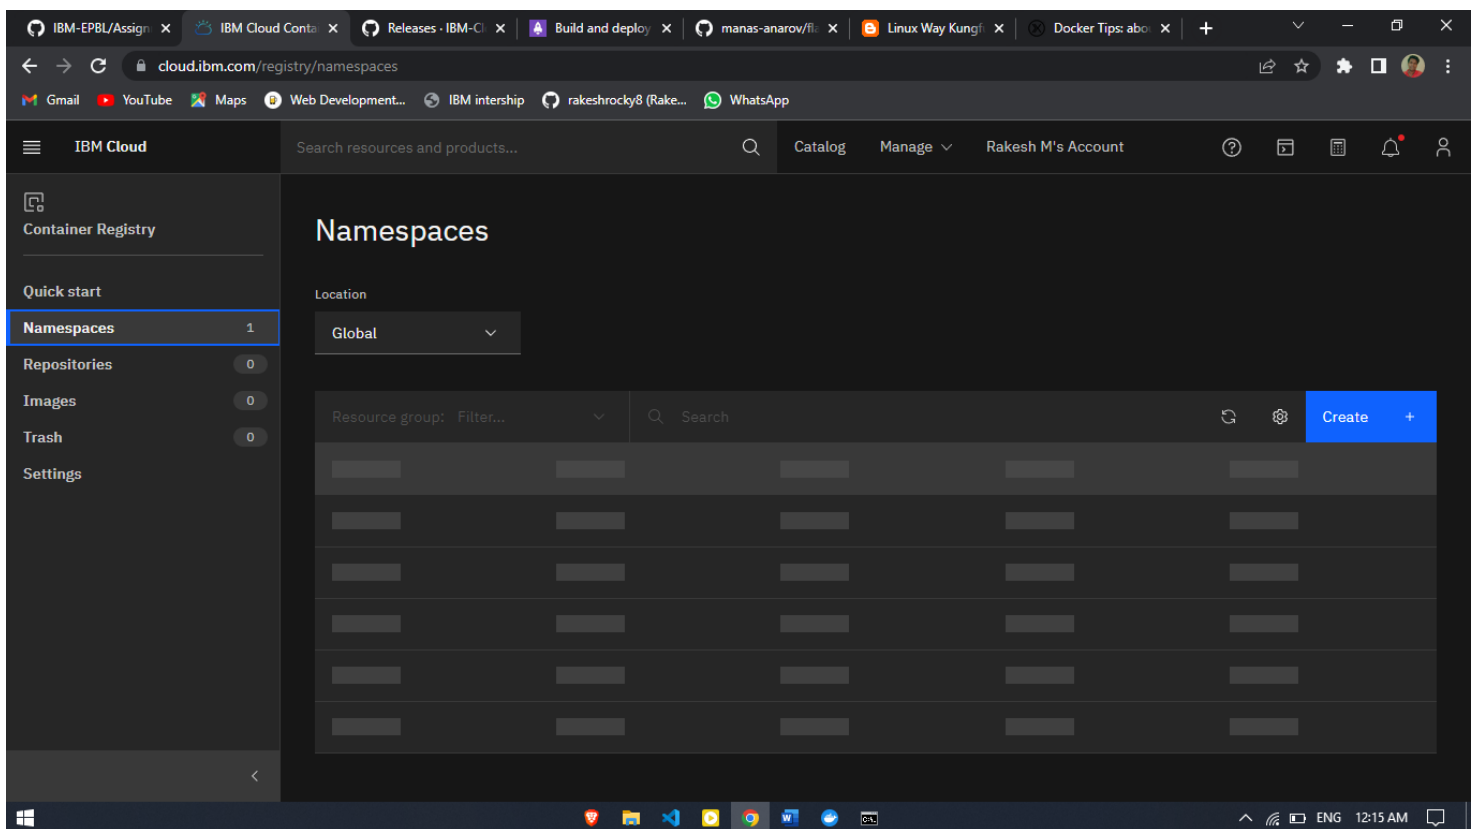 IBM-EPBL/Assign
IBM Cloud Contai
Releases · IBM-Cl
Build and deploy
manas-anarov/fla
Linux Way Kungf
Docker Tips: abo
cloud.ibm.com/registry/namespaces
Gmail
YouTube
Maps
Web Development...
IBM intership
rakeshrocky8 (Rake...
WhatsApp
IBM Cloud
Search resources and products...
Catalog
Manage
Rakesh M's Account
Container Registry
Quick start
Namespaces 1
Repositories 0
Images 0
Trash 0
Settings
Namespaces
Location
Global
Resource group: Filter...
Search
Create +
ENG
12:15 AM